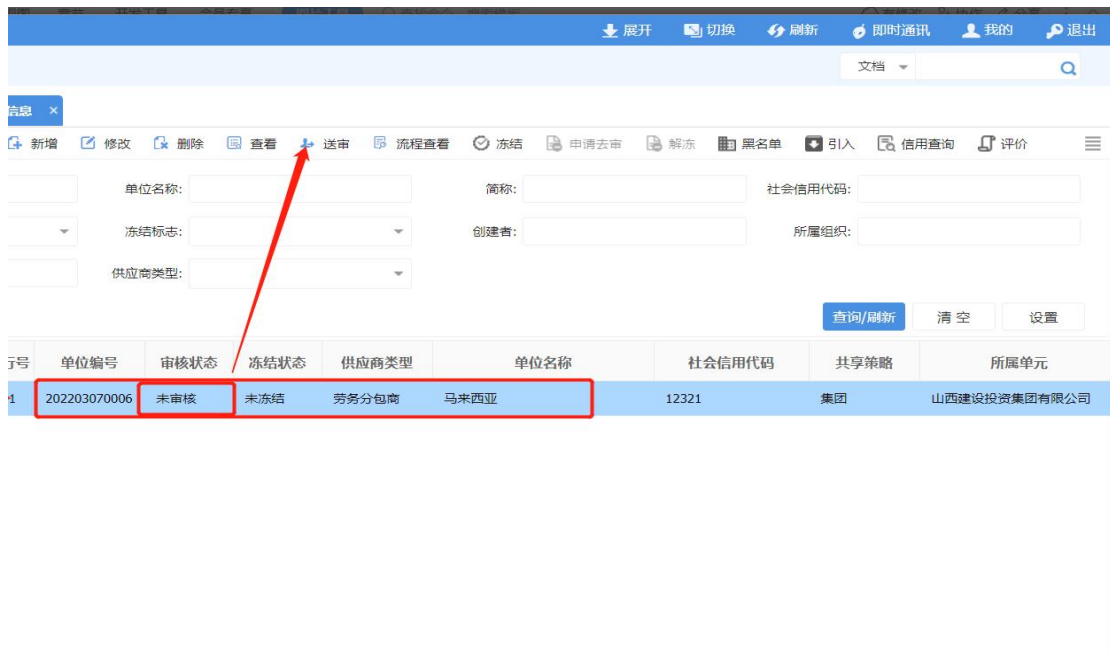 展开 切换 刷新 即时通讯 我的 退出
文档
信息 ×
新增 修改 删除 查看 送审 流程查看 冻结 申请去审 解冻 黑名单 引入 信用查询 评价
单位名称: 简称: 社会信用代码:
冻结标志: 创建者: 所属组织:
供应商类型:
查询/刷新 清 空 设置
行号 单位编号 审核状态 冻结状态 供应商类型 单位名称 社会信用代码 共享策略 所属单元
1 202203070006 未审核 未冻结 劳务分包商 马来西亚 12321 集团 山西建设投资集团有限公司